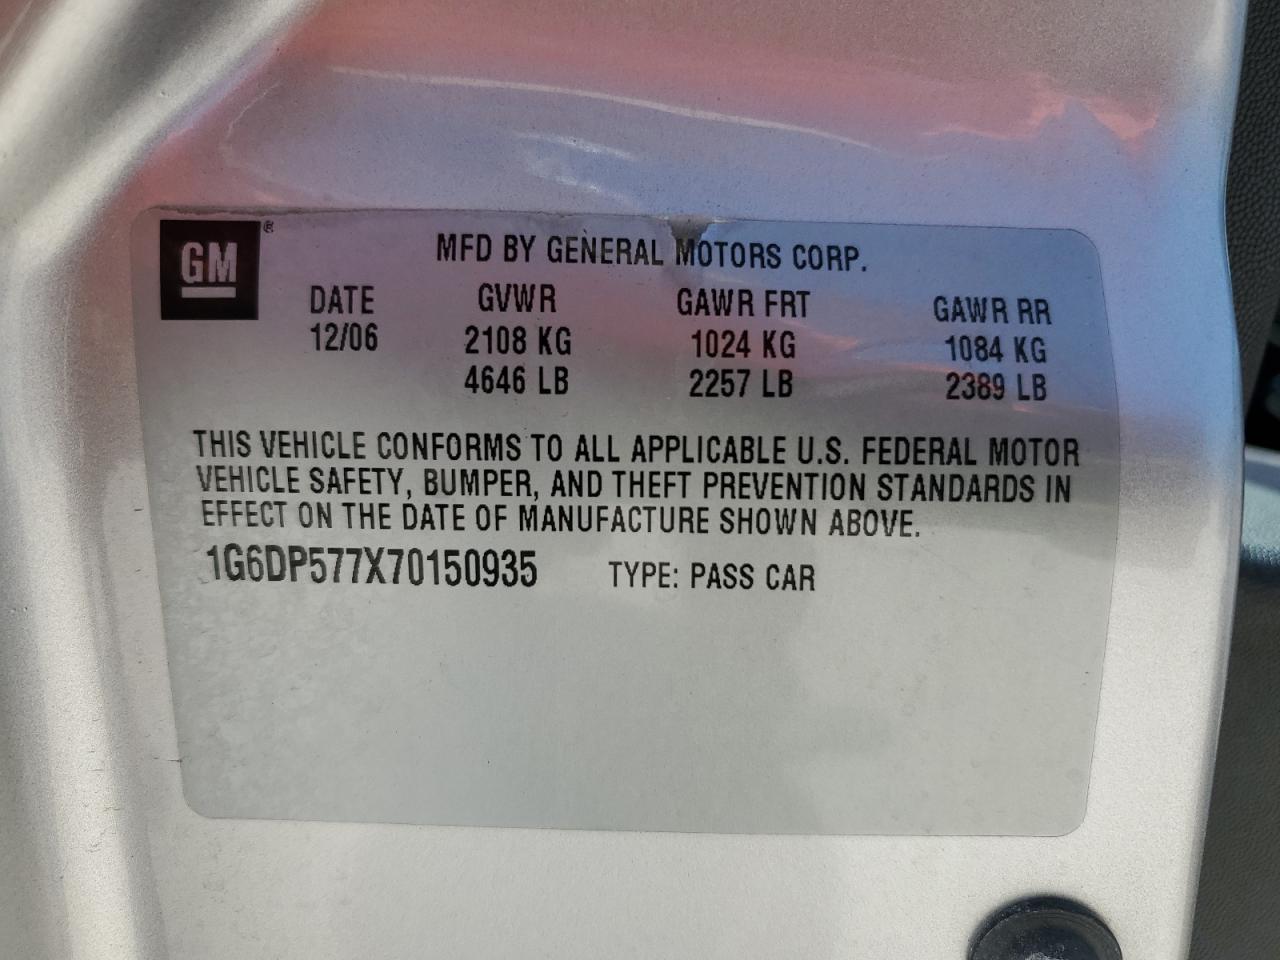 GM ®
MFD BY GENERAL MOTORS CORP.
DATE GVWR GAWR FRT GAWR RR
12/06 2108 KG 1024 KG 1084 KG
4646 LB 2257 LB 2389 LB
THIS VEHICLE CONFORMS TO ALL APPLICABLE U.S. FEDERAL MOTOR
VEHICLE SAFETY, BUMPER, AND THEFT PREVENTION STANDARDS IN
EFFECT ON THE DATE OF MANUFACTURE SHOWN ABOVE.
1G6DP577X70150935 TYPE: PASS CAR